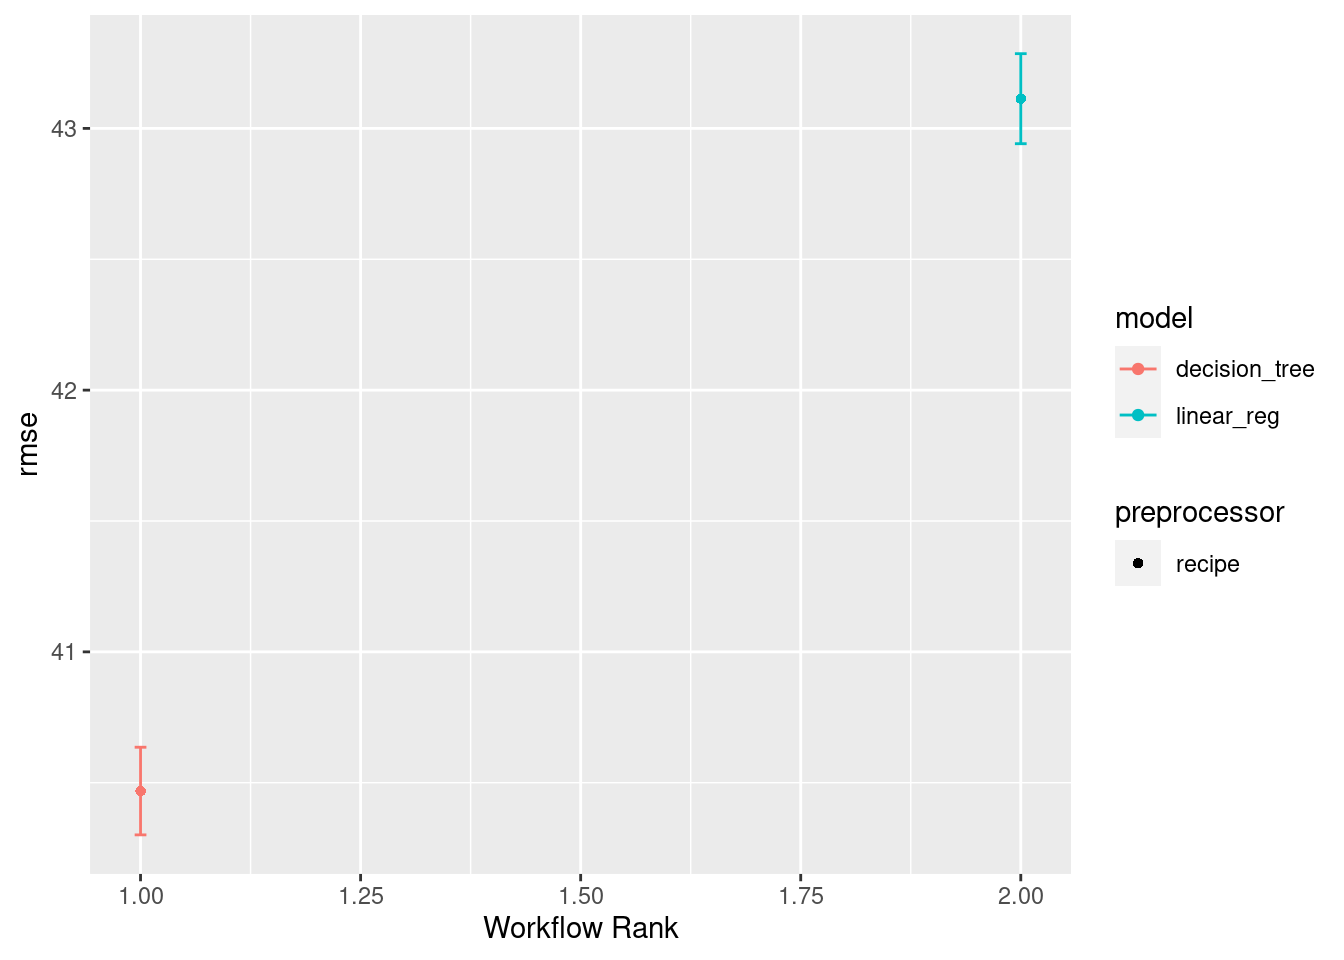 43
42
41
rmse
1.00 1.25 1.50 1.75 2.00
Workflow Rank
model
decision_tree
linear_reg
preprocessor
recipe